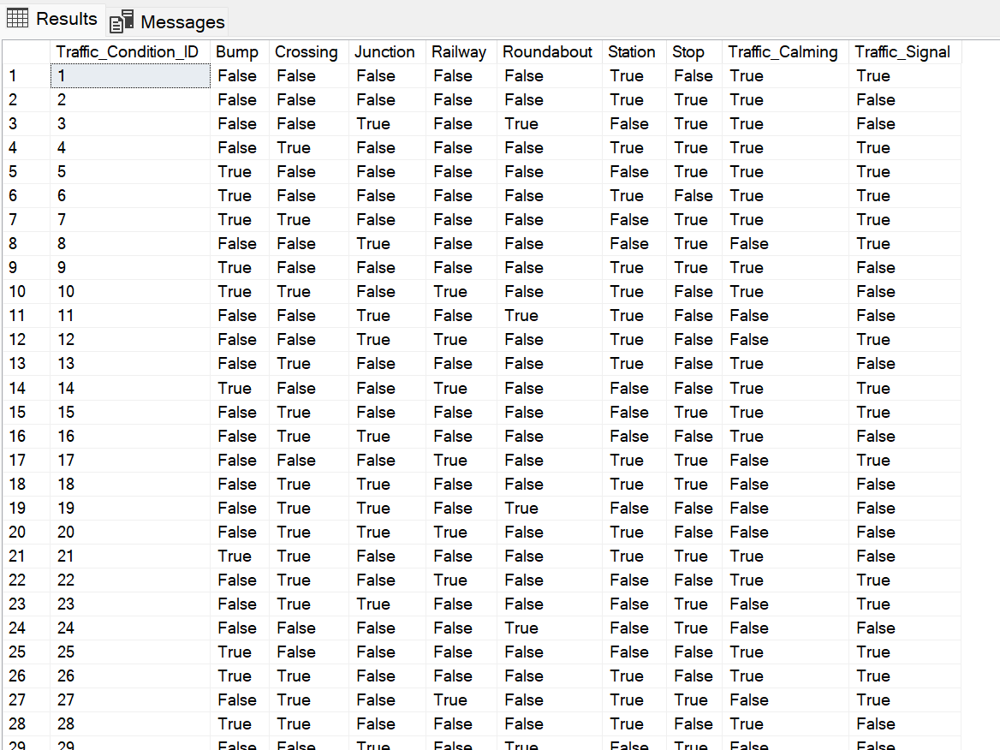 Results Messages
Traffic_Condition_ID Bump Crossing Junction Railway Roundabout Station Stop Traffic_Calming Traffic_Signal
1 1 False False False False False True False True True
2 2 False False False False False True True True False
3 3 False False True False True False True True False
4 4 False True False False False True True True True
5 5 True False False False False False True True True
6 6 True False False False False True False True True
7 7 True True False False False False True True True
8 8 False False True False False False True False True
9 9 True False False False False True True True False
10 10 True True False True False True False True False
11 11 False False True False True True False False False
12 12 False False True True False True False False True
13 13 False True False False False True False True False
14 14 True False False True False False False True True
15 15 False True False False False False True True True
16 16 False True True False False False False True False
17 17 False False False True False True True False True
18 18 False True True False False True True False False
19 19 False True True False True False False False False
20 20 False True True True False True False False False
21 21 True True False False False True True True False
22 22 False True False True False False False True True
23 23 False True True False False False True False True
24 24 False False False False True False True False False
25 25 True False False False False False False True True
26 26 True True False False False True False True True
27 27 False True False True False True True False True
28 28 True True False False False True False True False
29 29 False False True False True False False True False